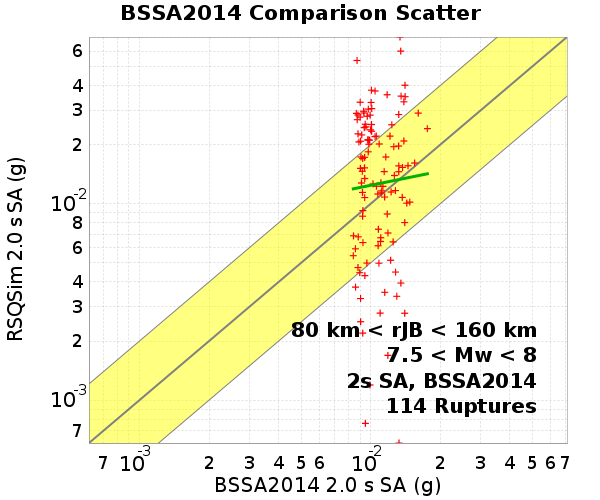 BSSA2014 Comparison Scatter
RSQSim 2.0 s SA (g)
6
4
3
2
10-2
8
6
4
3
2
10-3
7
80 km < rJB < 160 km
7.5 < Mw < 8
2s SA, BSSA2014
114 Ruptures
7 10-3 2 3 4 5 6 10-2 2 3 4 5 6 7
BSSA2014 2.0 s SA (g)